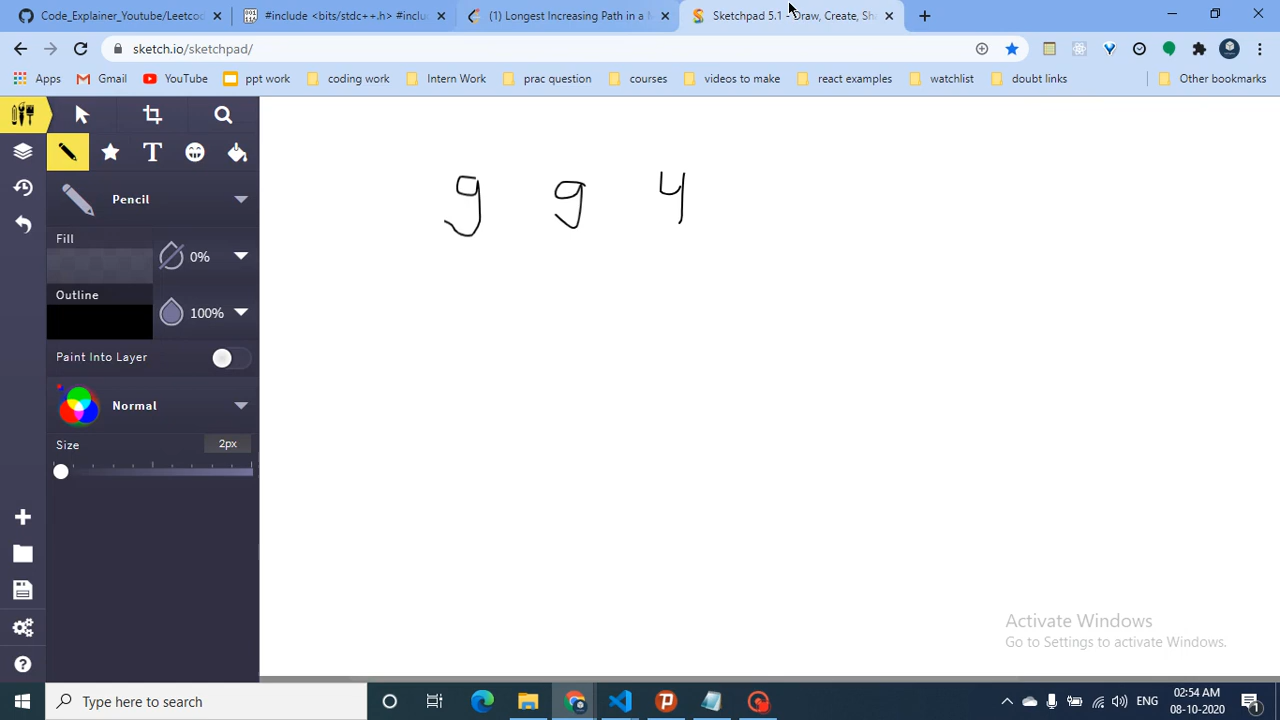 Code_Explainer_Youtube/Leetcod
#include <bits/stdc++.h> #inclu
(1) Longest Increasing Path in a M
Sketchpad 5.1 - Draw, Create, Sha
sketch.io/sketchpad/
Apps
Gmail
YouTube
ppt work
coding work
Intern Work
prac question
courses
videos to make
react examples
watchlist
doubt links
Other bookmarks
9 9 4
Pencil
Fill
0%
Outline
100%
Paint Into Layer
Normal
Size
2px
Activate Windows
Go to Settings to activate Windows.
Type here to search
ENG
02:54 AM
08-10-2020